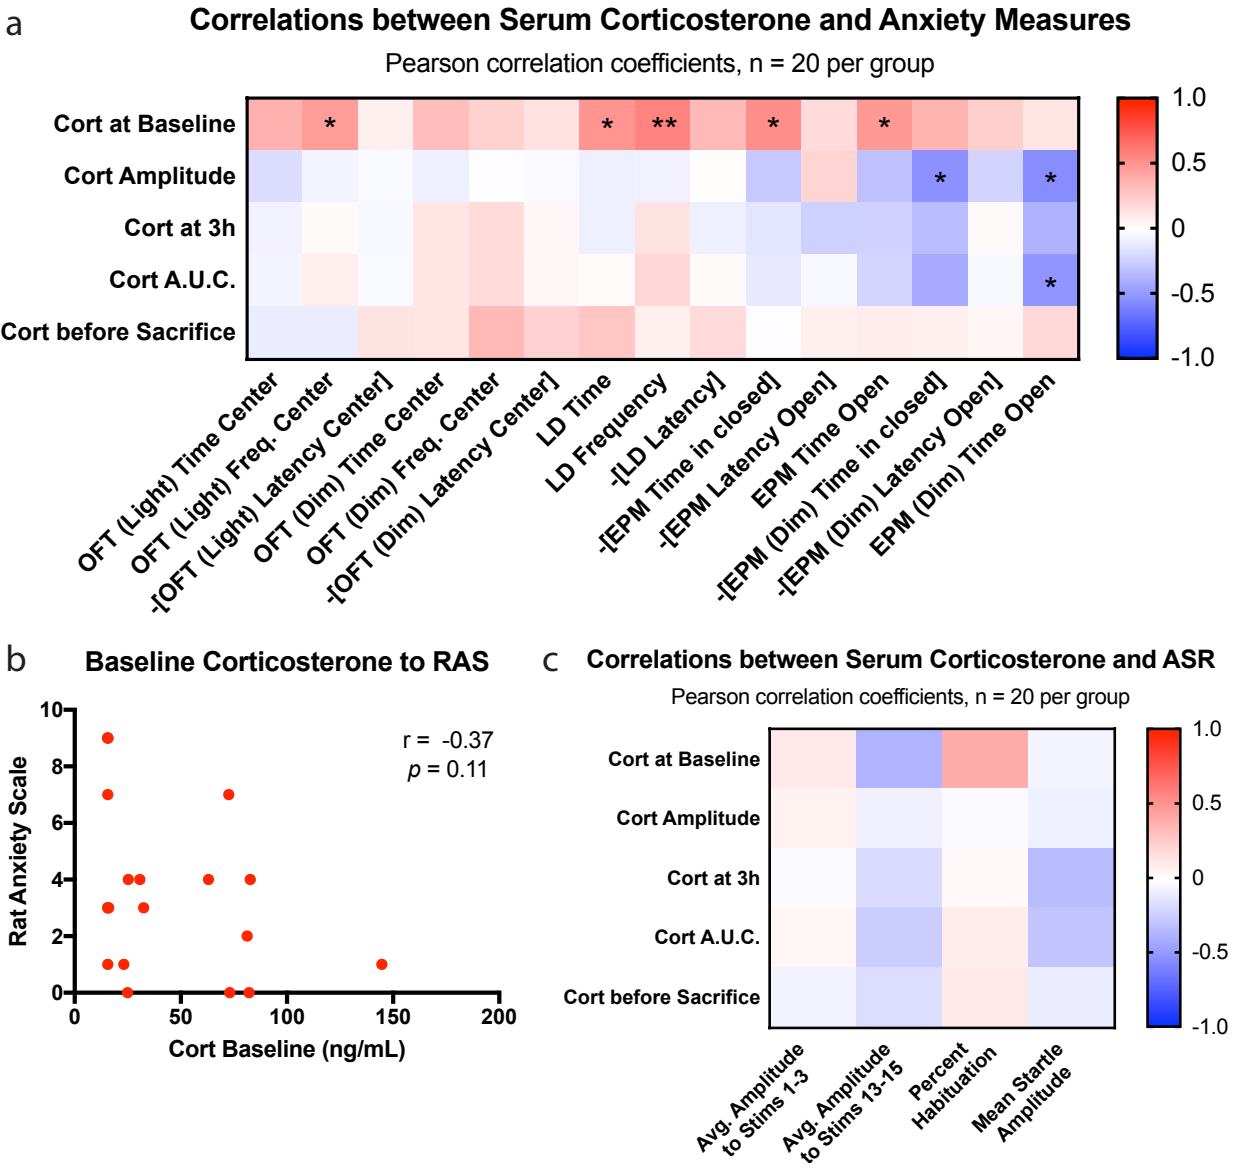 a
Correlations between Serum Corticosterone and Anxiety Measures
Pearson correlation coefficients, n = 20 per group
Cort at Baseline
Cort Amplitude
Cort at 3h
Cort A.U.C.
Cort before Sacrifice
* * ** * *
* *
*
1.0
0.5
0
-0.5
-1.0
OFT (Light) Time Center
OFT (Light) Freq. Center
-[OFT (Light) Latency Center]
OFT (Dim) Time Center
OFT (Dim) Freq. Center
-[OFT (Dim) Latency Center]
LD Time
LD Frequency
-[LD Latency]
-[EPM Time in closed]
-[EPM Latency Open]
EPM Time Open
-[EPM (Dim) Time in closed]
-[EPM (Dim) Latency Open]
EPM (Dim) Time Open
b
Baseline Corticosterone to RAS
r = -0.37
p = 0.11
Rat Anxiety Scale
10
8
6
4
2
0
0 50 100 150 200
Cort Baseline (ng/mL)
c
Correlations between Serum Corticosterone and ASR
Pearson correlation coefficients, n = 20 per group
Cort at Baseline
Cort Amplitude
Cort at 3h
Cort A.U.C.
Cort before Sacrifice
1.0
0.5
0
-0.5
-1.0
Avg. Amplitude
to Stims 1-3
Avg. Amplitude
to Stims 13-15
Percent
Habituation
Mean Startle
Amplitude